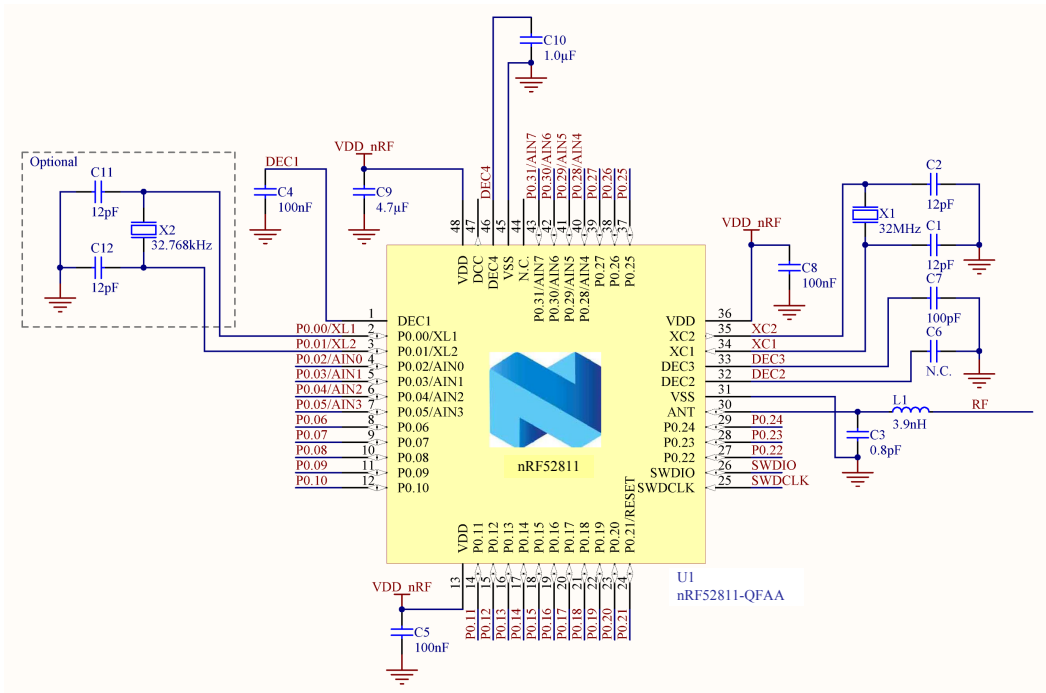 C10
1.0µF
Optional
C11
12pF
X2
32.768kHz
C12
12pF
DEC1
C4
100nF
VDD_nRF
C9
4.7µF
DEC4
P0.31/AIN7
P0.30/AIN6
P0.29/AIN5
P0.28/AIN4
P0.27
P0.26
P0.25
48
47
46
45
44
43
42
41
40
39
38
37
VDD
DCC
DEC4
VSS
N.C.
P0.31/AIN7
P0.30/AIN6
P0.29/AIN5
P0.28/AIN4
P0.27
P0.26
P0.25
VDD_nRF
C8
100nF
C2
12pF
X1
32MHz
C1
12pF
C7
100pF
C6
N.C.
1 DEC1
P0.00/XL1 2 P0.00/XL1
P0.01/XL2 3 P0.01/XL2
P0.02/AIN0 4 P0.02/AIN0
P0.03/AIN1 5 P0.03/AIN1
P0.04/AIN2 6 P0.04/AIN2
P0.05/AIN3 7 P0.05/AIN3
P0.06 8 P0.06
P0.07 9 P0.07
P0.08 10 P0.08
P0.09 11 P0.09
P0.10 12 P0.10
nRF52811
VDD 36
XC2 35 XC2
XC1 34 XC1
DEC3 33 DEC3
DEC2 32 DEC2
VSS 31
ANT 30
P0.24 29 P0.24
P0.23 28 P0.23
P0.22 27 P0.22
SWDIO 26 SWDIO
SWDCLK 25 SWDCLK
L1
3.9nH
RF
C3
0.8pF
VDD
P0.11
P0.12
P0.13
P0.14
P0.15
P0.16
P0.17
P0.18
P0.19
P0.20
P0.21/RESET
13
14
15
16
17
18
19
20
21
22
23
24
P0.11
P0.12
P0.13
P0.14
P0.15
P0.16
P0.17
P0.18
P0.19
P0.20
P0.21
VDD_nRF
C5
100nF
U1
nRF52811-QFAA